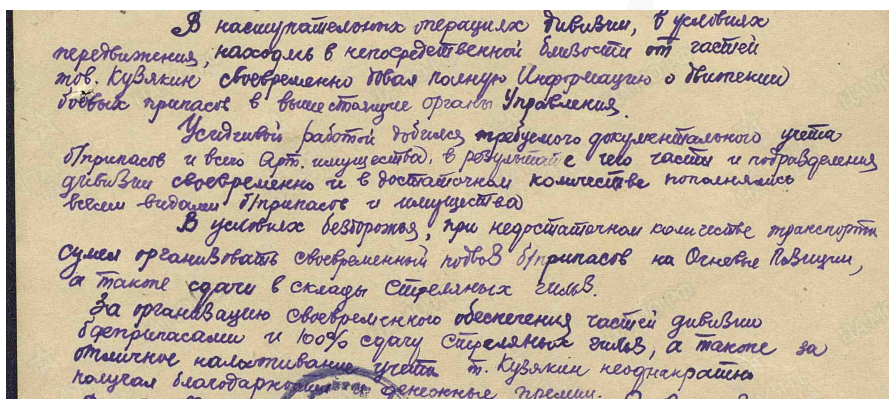 В наступательных операциях дивизии, в условиях
передвижения, находясь в непосредственной близости от частей
тов. Кузякин своевременно давал полную Информацию о движении
боевых припасов в вышестоящие органы Управления.
Усидчивой работой добился требуемого документального учета
б/припасов и всего Арт. имущества, в результате чего части и подразделения
дивизии своевременно и в достаточном количестве пополнялись
всеми видами б/припасов и имущества
В условиях бездорожья, при недостаточном количестве транспорта
сумел организовать своевременный подвоз б/припасов на Огневые Позиции,
а также сдачи в склады стреляных гильз.
За организацию своевременного обеспечения частей дивизии
боеприпасами и 100% сдачу стреляных гильз, а также за
отличное налаживание учета т. Кузякин неоднократно
получал благодарности денежные премии.